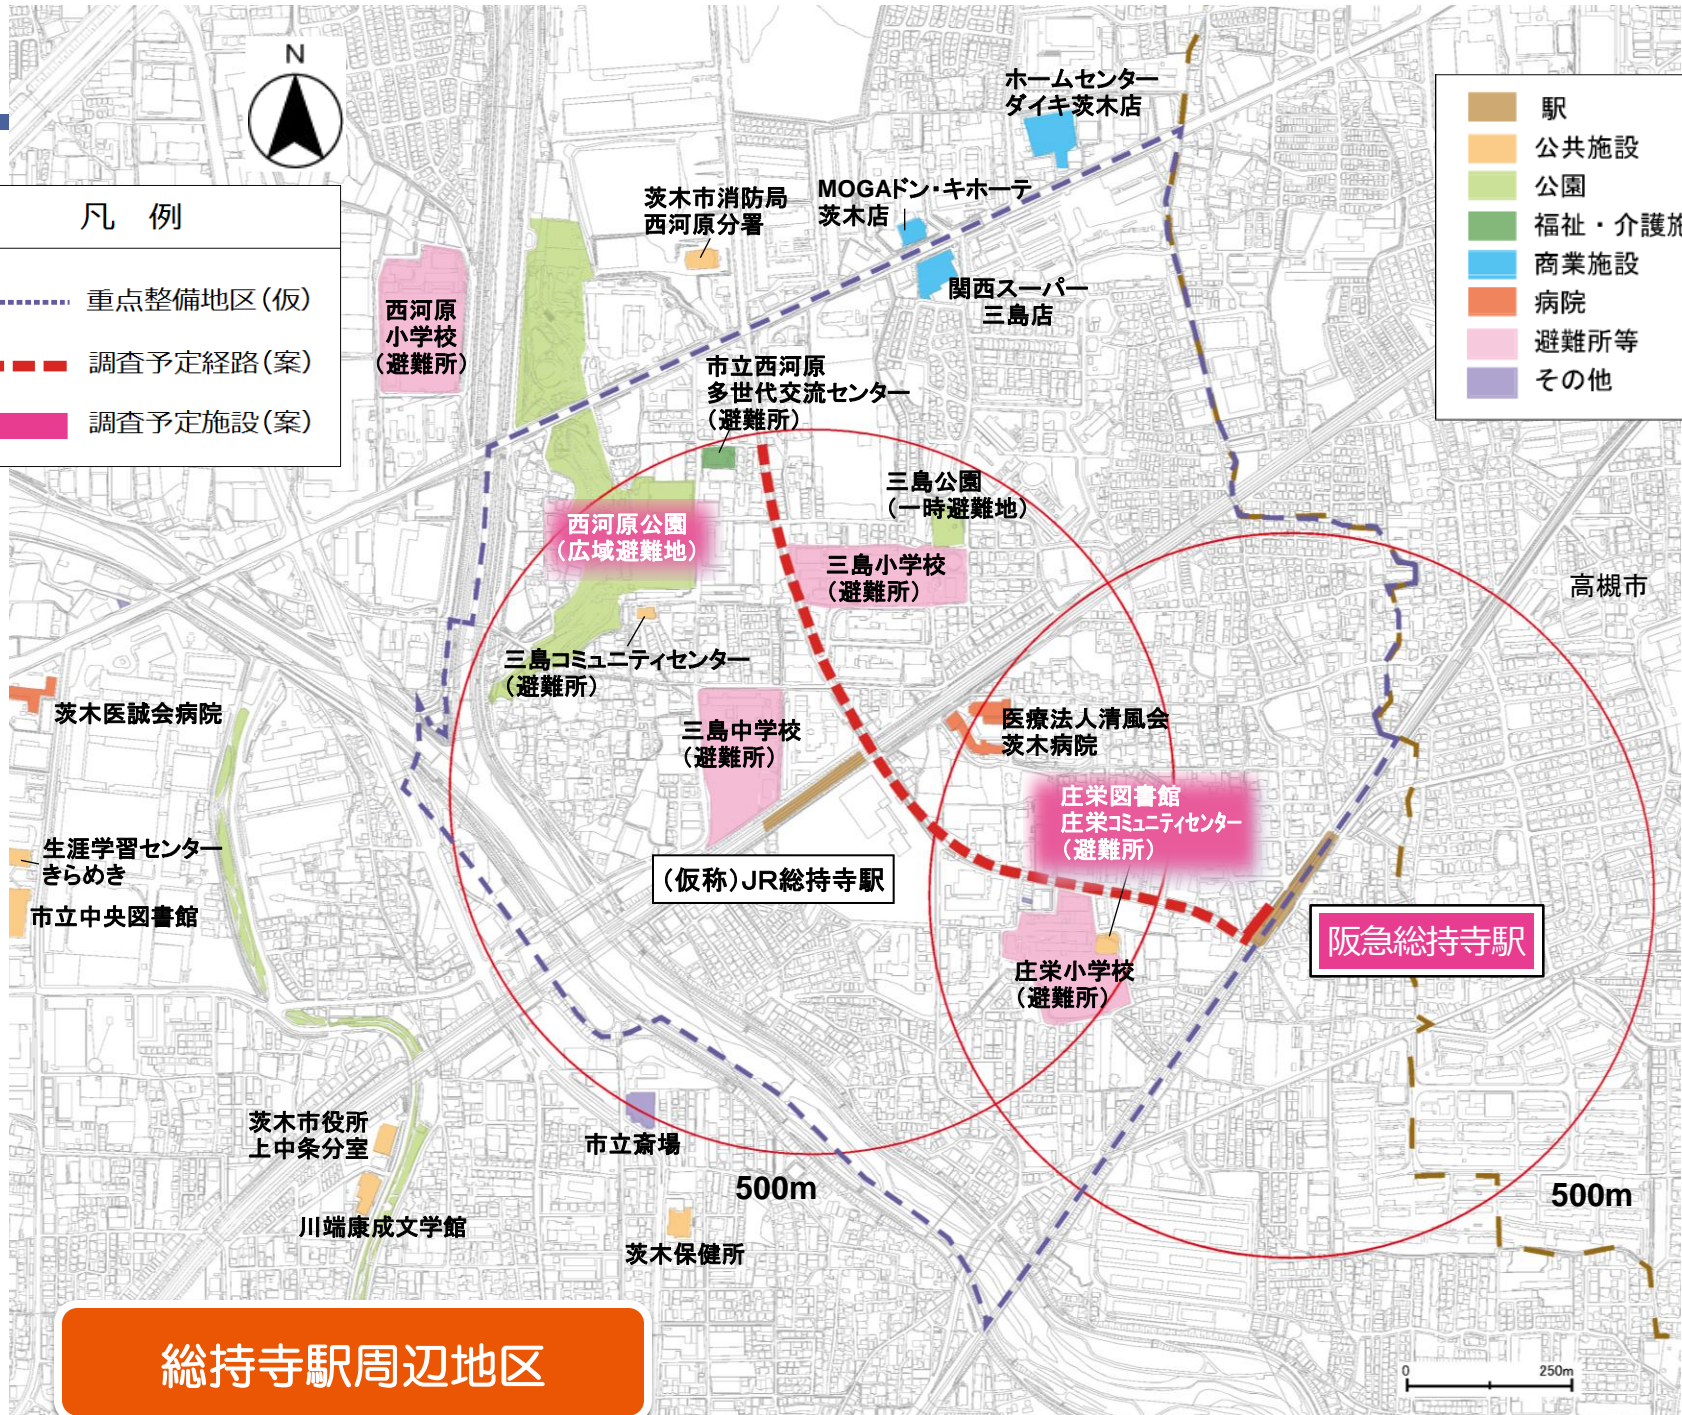 N
凡　例
重点整備地区(仮)
調査予定経路(案)
調査予定施設(案)
ホームセンター
ダイキ茨木店
茨木市消防局
西河原分署
MOGAドン・キホーテ
茨木店
関西スーパー
三島店
駅
公共施設
公園
福祉・介護施
商業施設
病院
避難所等
その他
西河原
小学校
(避難所)
市立西河原
多世代交流センター
(避難所)
三島公園
(一時避難地)
西河原公園
(広域避難地)
三島小学校
(避難所)
高槻市
三島コミュニティセンター
(避難所)
茨木医誠会病院
三島中学校
(避難所)
医療法人清風会
茨木病院
庄栄図書館
庄栄コミュニティセンター
(避難所)
生涯学習センター
きらめき
市立中央図書館
(仮称)JR総持寺駅
阪急総持寺駅
庄栄小学校
(避難所)
茨木市役所
上中条分室
市立斎場
川端康成文学館
茨木保健所
500m
500m
総持寺駅周辺地区
0
250m